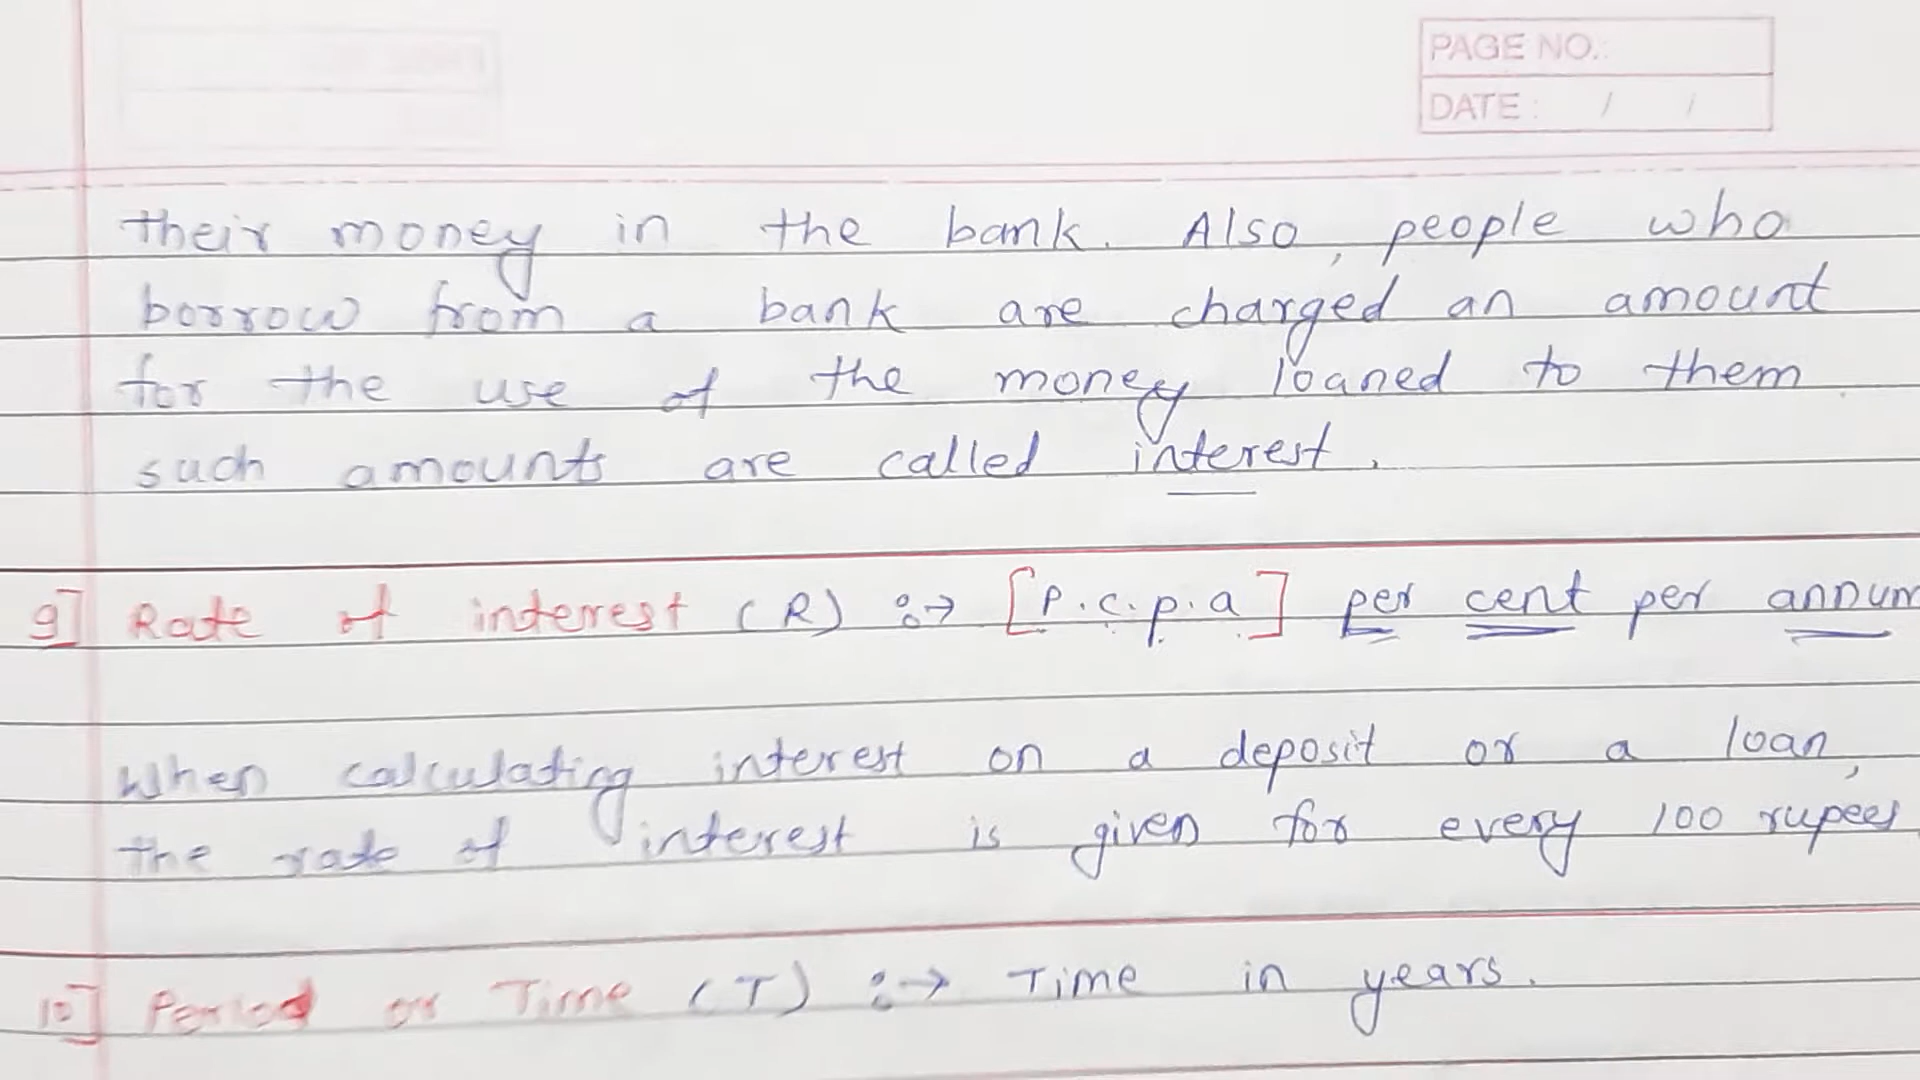 PAGE NO.:
DATE: / /
their money in the bank. Also, people who
borrow from a bank are charged an amount
for the use of the money loaned to them.
such amounts are called interest.
9] Rate of interest (R) :→ [P.c.p.a] per cent per annum
When calculating interest on a deposit or a loan,
the rate of interest is given for every 100 rupees
10] Period or Time (T) :→ Time in years.